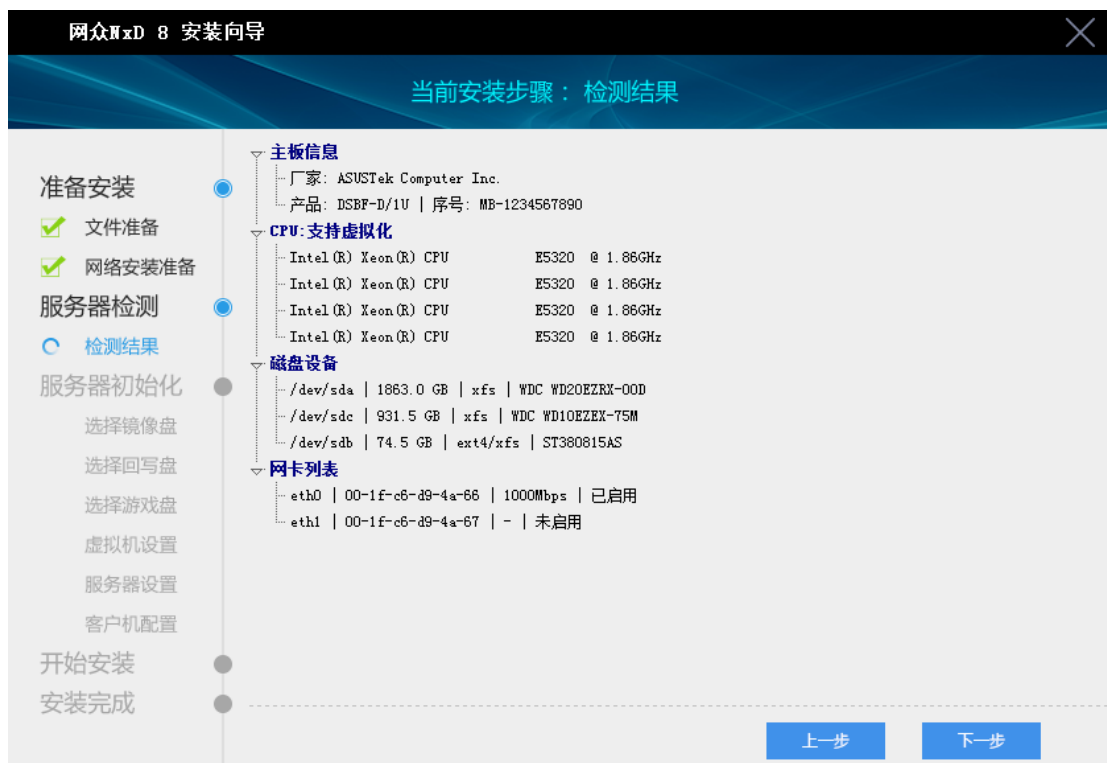 网众NxD 8 安装向导
当前安装步骤： 检测结果
准备安装
文件准备
网络安装准备
服务器检测
检测结果
服务器初始化
选择镜像盘
选择回写盘
选择游戏盘
虚拟机设置
服务器设置
客户机配置
开始安装
安装完成
主板信息
厂家: ASUSTek Computer Inc.
产品: DSBF-D/1U | 序号: MB-1234567890
CPU:支持虚拟化
Intel(R) Xeon(R) CPU E5320 @ 1.86GHz
Intel(R) Xeon(R) CPU E5320 @ 1.86GHz
Intel(R) Xeon(R) CPU E5320 @ 1.86GHz
Intel(R) Xeon(R) CPU E5320 @ 1.86GHz
磁盘设备
/dev/sda | 1863.0 GB | xfs | WDC WD20EZRX-00D
/dev/sdc | 931.5 GB | xfs | WDC WD10EZEX-75M
/dev/sdb | 74.5 GB | ext4/xfs | ST380815AS
网卡列表
eth0 | 00-1f-c6-d9-4a-66 | 1000Mbps | 已启用
eth1 | 00-1f-c6-d9-4a-67 | - | 未启用
上一步
下一步